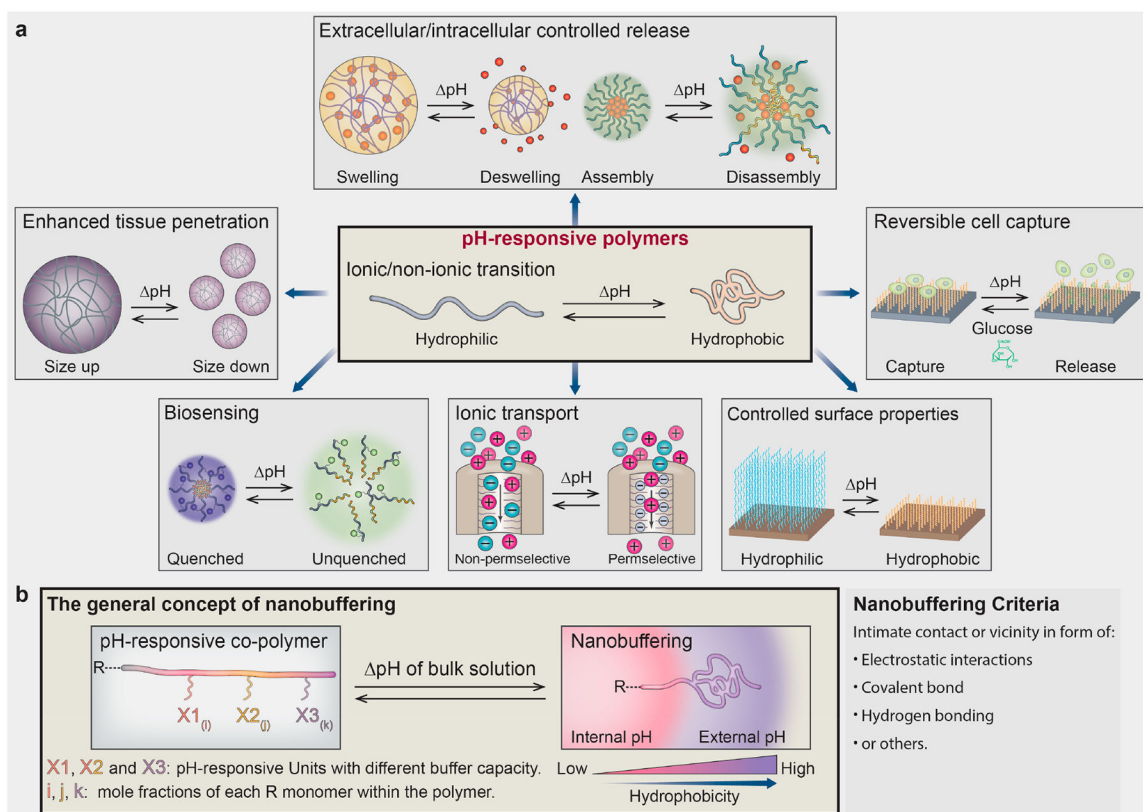 a
Extracellular/intracellular controlled release
ΔpH
ΔpH
Swelling
Deswelling
Assembly
Disassembly
Enhanced tissue penetration
ΔpH
Size up
Size down
pH-responsive polymers
Ionic/non-ionic transition
ΔpH
Hydrophilic
Hydrophobic
Reversible cell capture
ΔpH
Glucose
Capture
Release
Biosensing
ΔpH
Quenched
Unquenched
Ionic transport
ΔpH
Non-permselective
Permselective
Controlled surface properties
ΔpH
Hydrophilic
Hydrophobic
b
The general concept of nanobuffering
pH-responsive co-polymer
R
X1(i) X2(j) X3(k)
ΔpH of bulk solution
Nanobuffering
R
Internal pH
External pH
X1, X2 and X3: pH-responsive Units with different buffer capacity.
i, j, k: mole fractions of each R monomer within the polymer.
Low
High
Hydrophobicity
Nanobuffering Criteria
Intimate contact or vicinity in form of:
• Electrostatic interactions
• Covalent bond
• Hydrogen bonding
• or others.